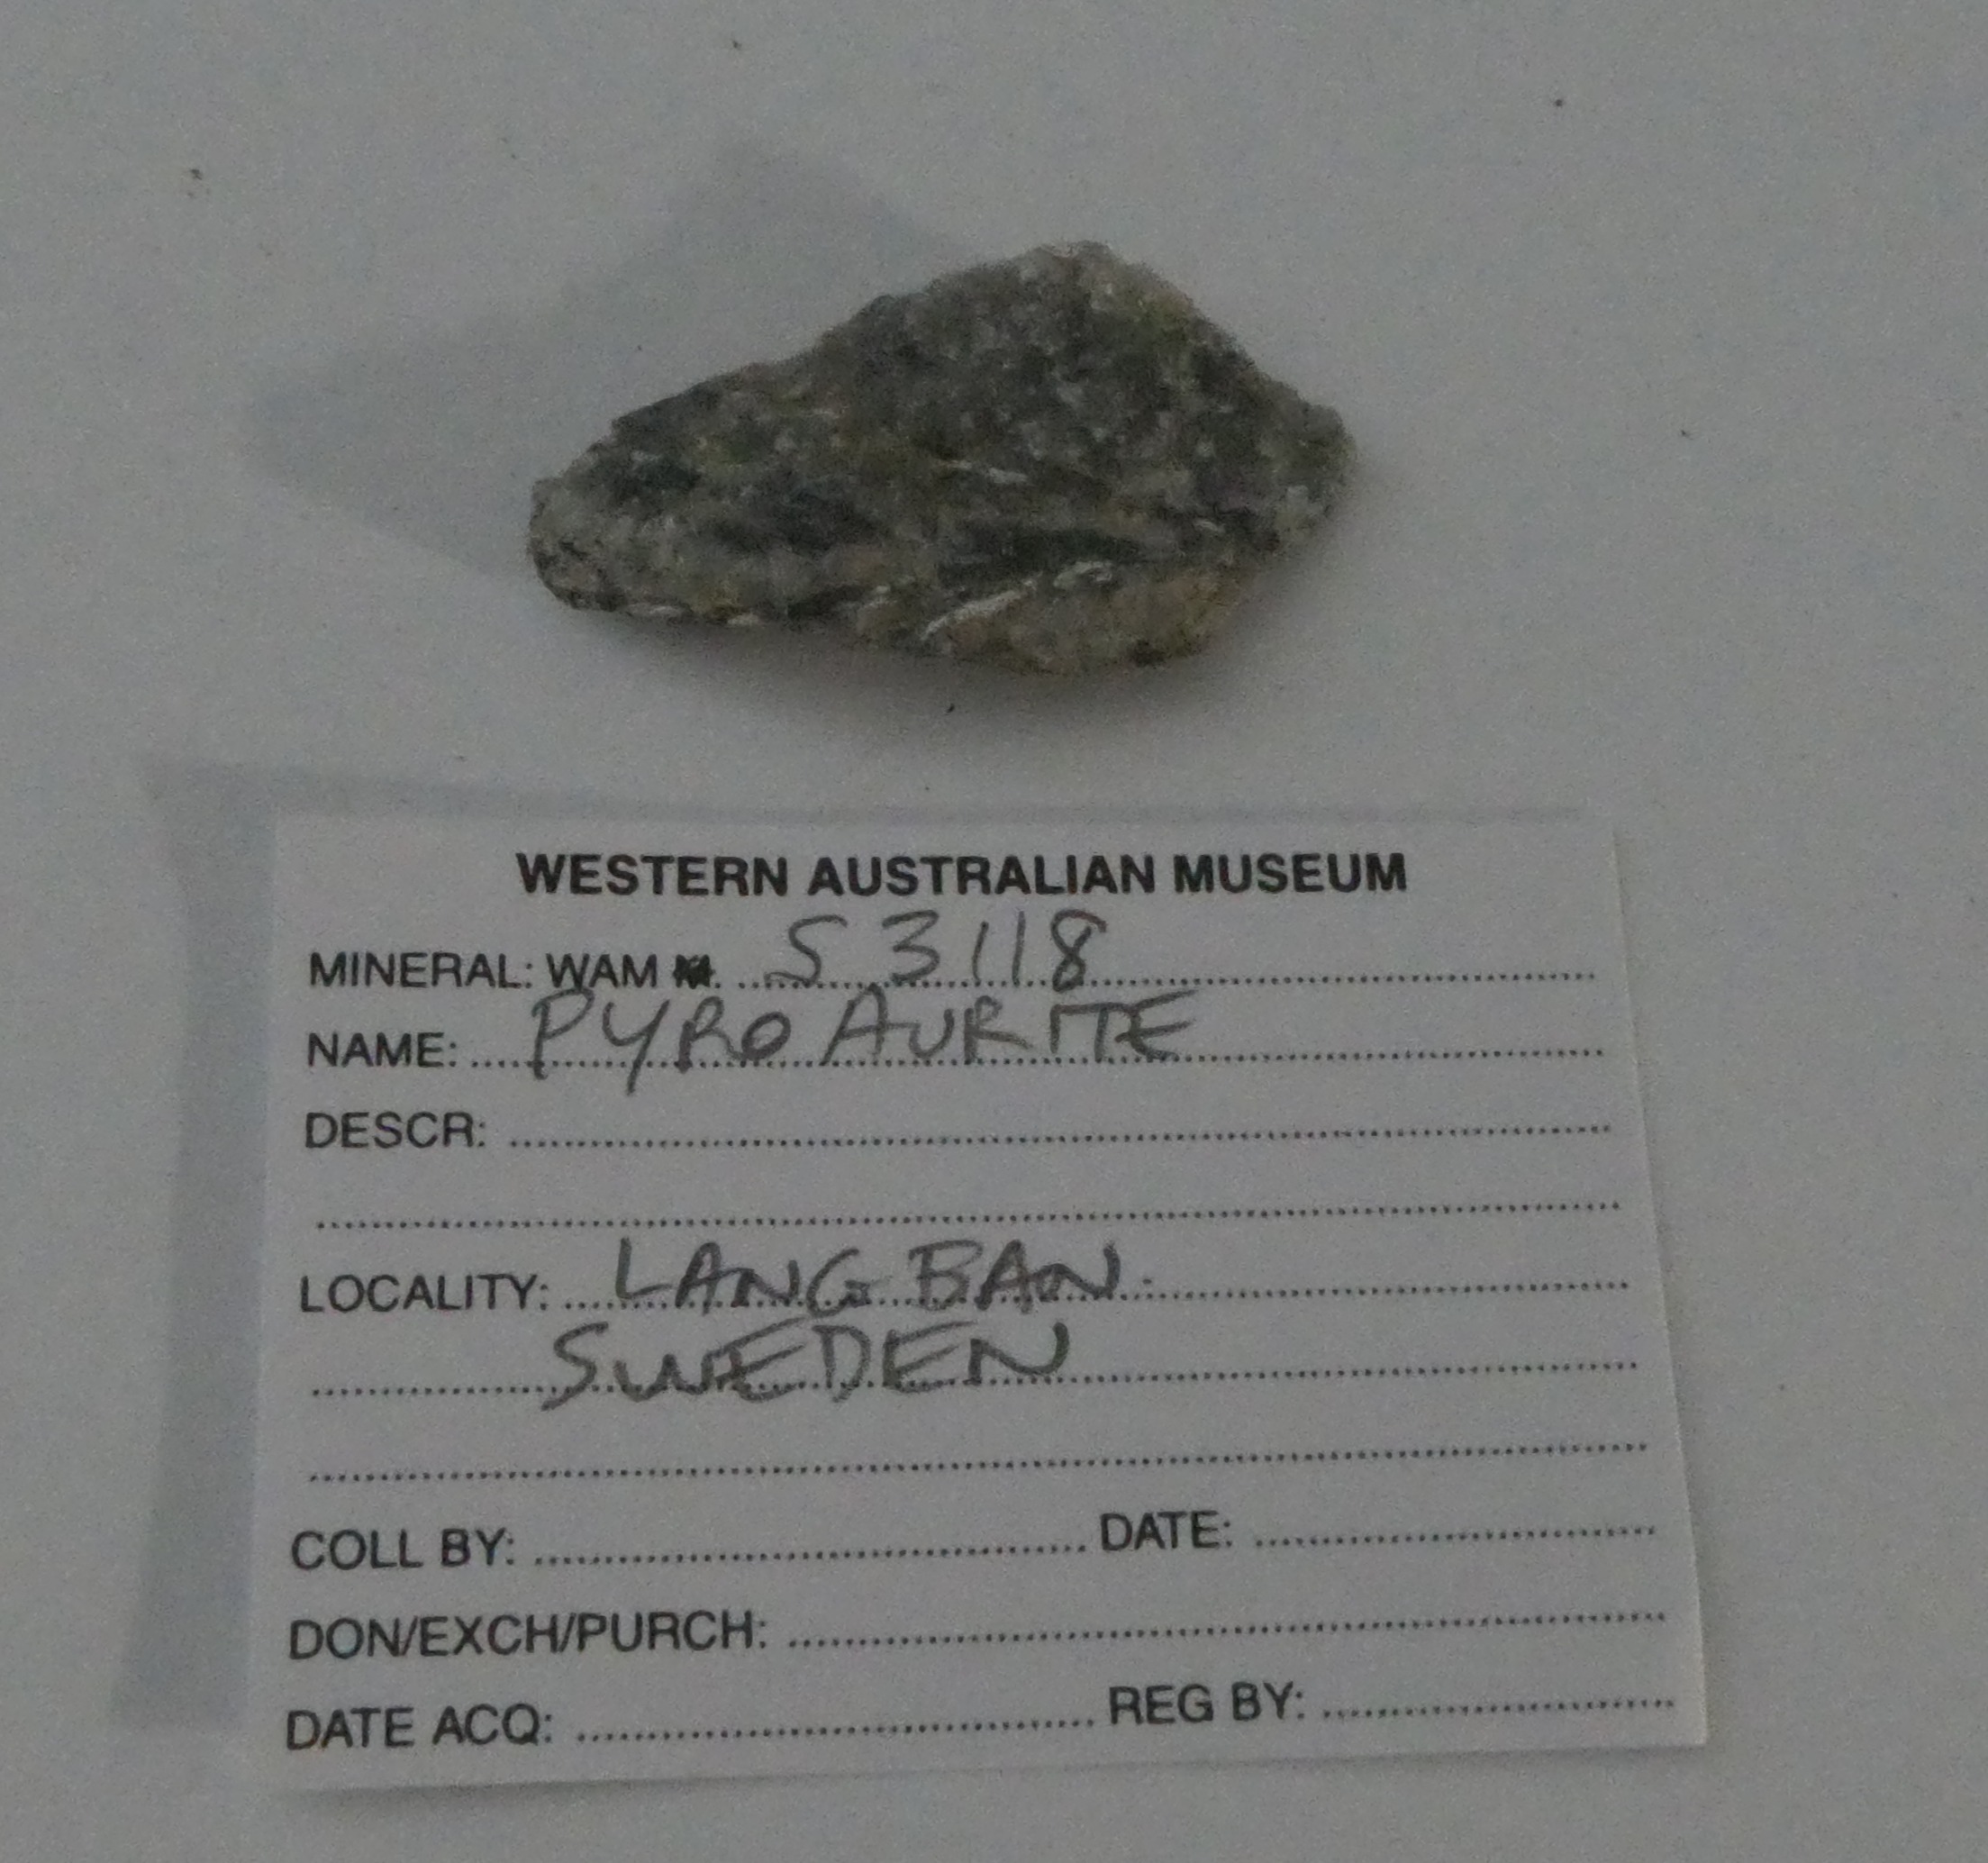 WESTERN AUSTRALIAN MUSEUM
MINERAL: WAM S3118
NAME: PYROAURITE
DESCR:
LOCALITY: LANG BAN.
SWEDEN
COLL BY: DATE:
DON/EXCH/PURCH:
DATE ACQ: REG BY: